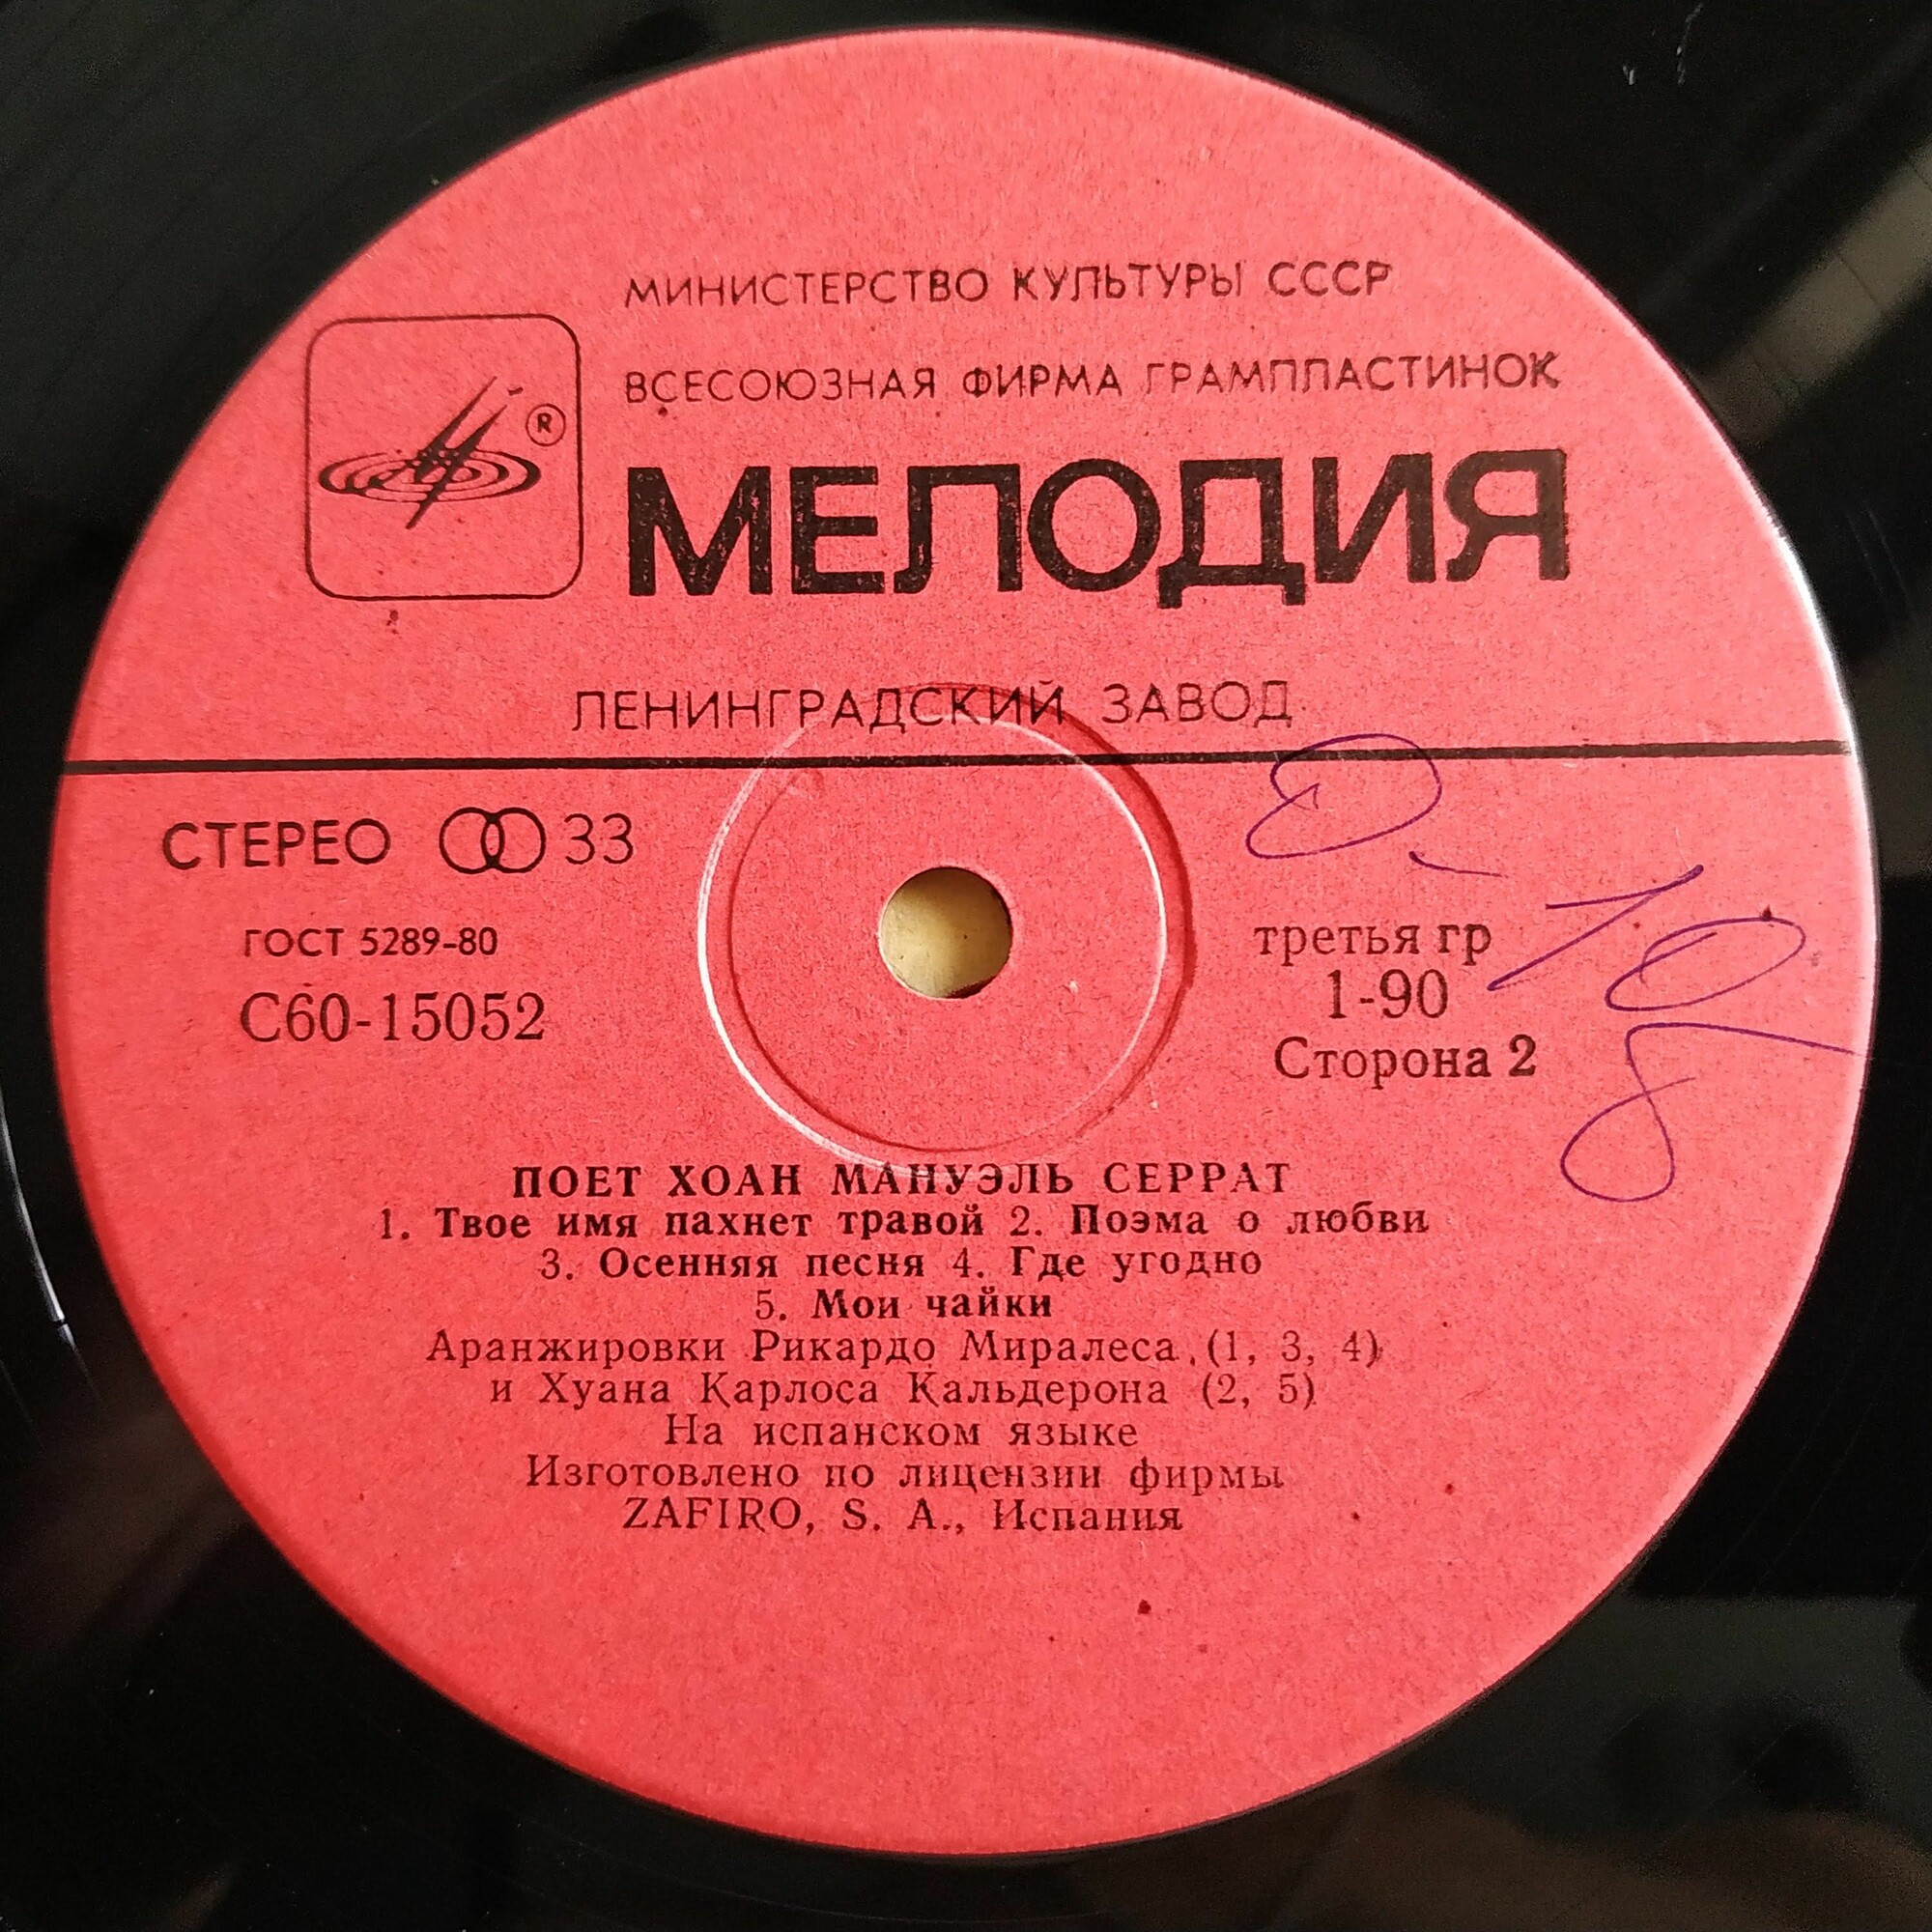 МИНИСТЕРСТВО КУЛЬТУРЫ СССР
ВСЕСОЮЗНАЯ ФИРМА ГРАМПЛАСТИНОК
®
МЕЛОДИЯ
ЛЕНИНГРАДСКИЙ ЗАВОД
СТЕРЕО 33
ГОСТ 5289-80
С60-15052
третья гр
1-90
Сторона 2
ПОЕТ ХОАН МАНУЭЛЬ СЕРРАТ
1. Твое имя пахнет травой 2. Поэма о любви
3. Осенняя песня 4. Где угодно
5. Мои чайки
Аранжировки Рикардо Миралеса (1, 3, 4)
и Хуана Карлоса Кальдерона (2, 5)
На испанском языке
Изготовлено по лицензии фирмы
ZAFIRO, S. A., Испания